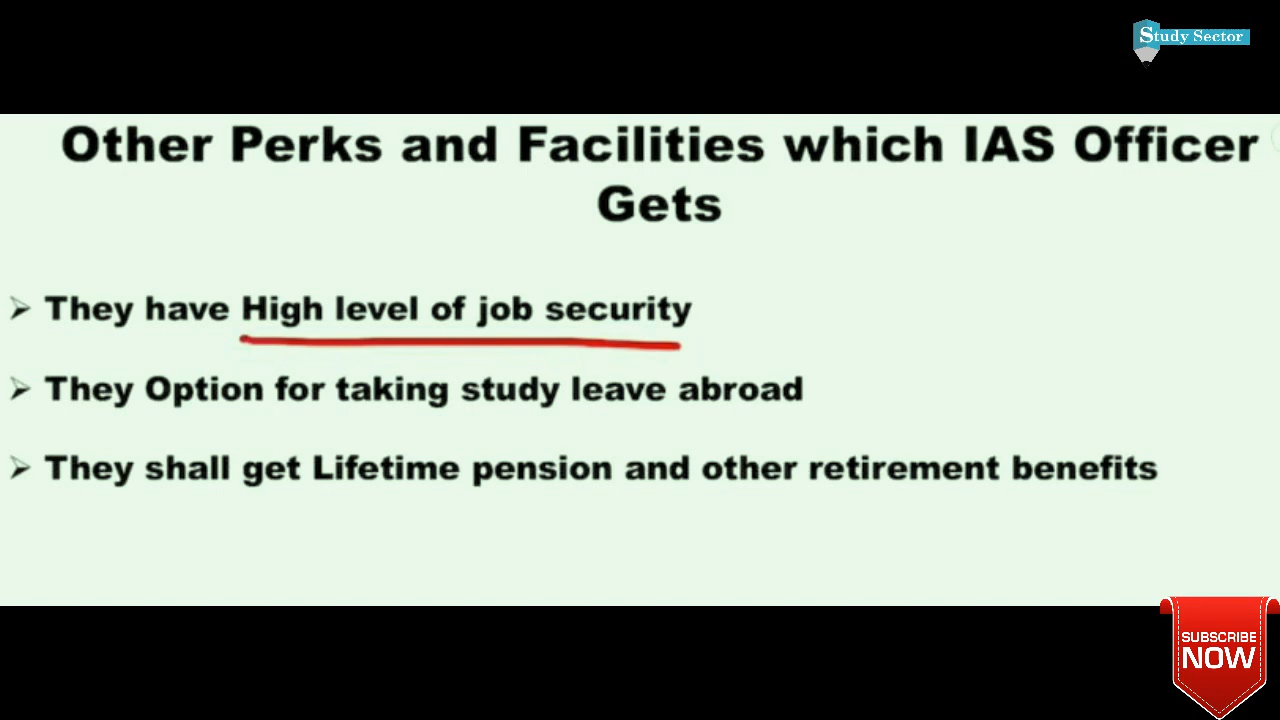 Study Sector
Other Perks and Facilities which IAS Officer
Gets
They have High level of job security
They Option for taking study leave abroad
They shall get Lifetime pension and other retirement benefits
SUBSCRIBE
NOW